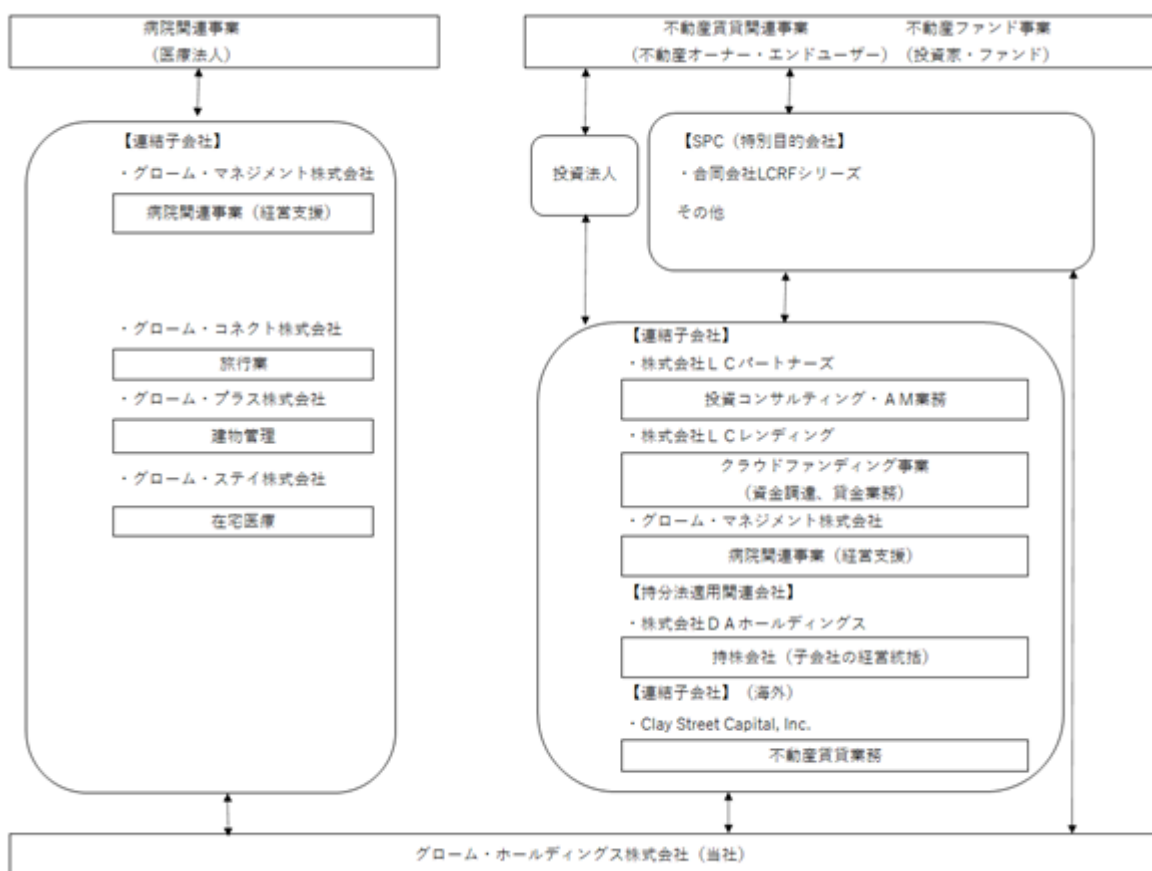 病院関連事業
（医療法人）
不動産賃貸関連事業　　不動産ファンド事業
（不動産オーナー・エンドユーザー）（投資家・ファンド）
【連結子会社】
・グローム・マネジメント株式会社
病院関連事業（経営支援）
・グローム・コネクト株式会社
旅行業
・グローム・プラス株式会社
建物管理
・グローム・ステイ株式会社
在宅医療
投資法人
【SPC（特別目的会社】
・合同会社LCRFシリーズ
その他
【連結子会社】
・株式会社ＬＣパートナーズ
投資コンサルティング・ＡＭ業務
・株式会社ＬＣレンディング
クラウドファンディング事業
（資金調達、貸金業務）
・グローム・マネジメント株式会社
病院関連事業（経営支援）
【持分法適用関連会社】
・株式会社ＤＡホールディングス
持株会社（子会社の経営統括）
【連結子会社】（海外）
・Clay Street Capital, Inc.
不動産賃貸業務
グローム・ホールディングス株式会社（当社）